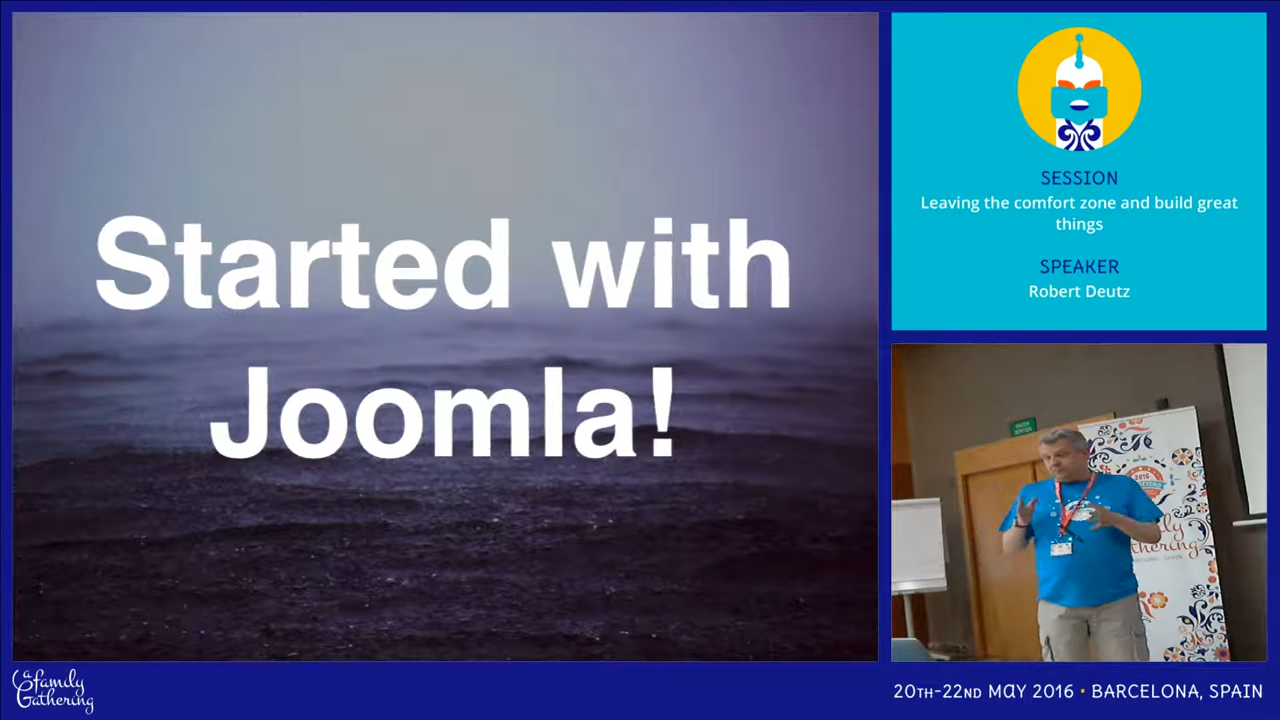 Started with
Joomla!
SESSION
Leaving the comfort zone and build great
things
SPEAKER
Robert Deutz
2016
a family
Gathering
20TH-22ND MAY 2016 • BARCELONA, SPAIN